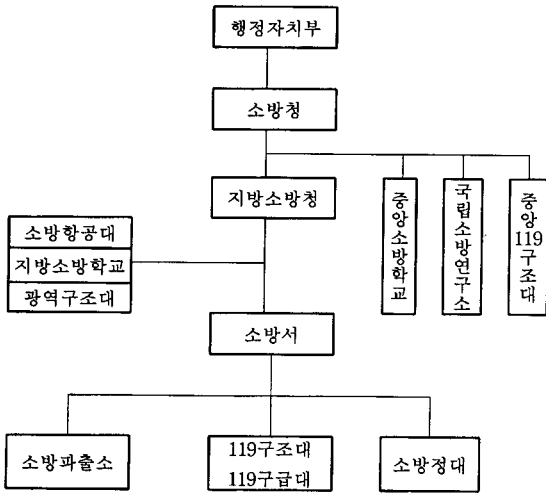 행정자치부
소방청
지방소방청
중앙소방학교
국립소방연구소
중앙119구조대
소방항공대
지방소방학교
광역구조대
소방서
소방파출소
119구조대
119구급대
소방정대